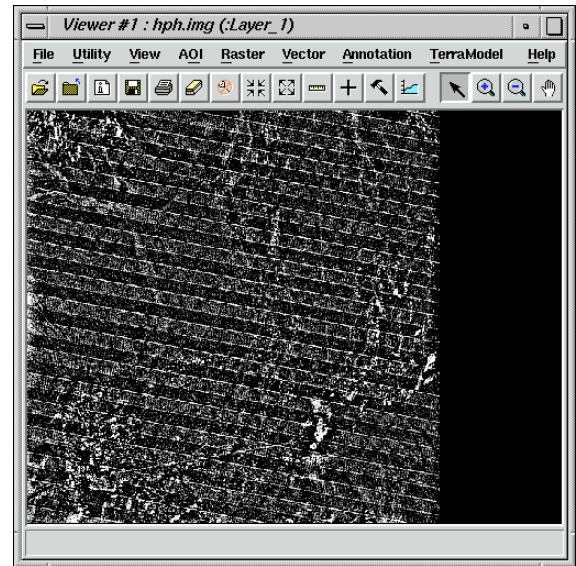 Viewer #1 : hph.img (:Layer_1)
File Utility View AOI Raster Vector Annotation TerraModel Help